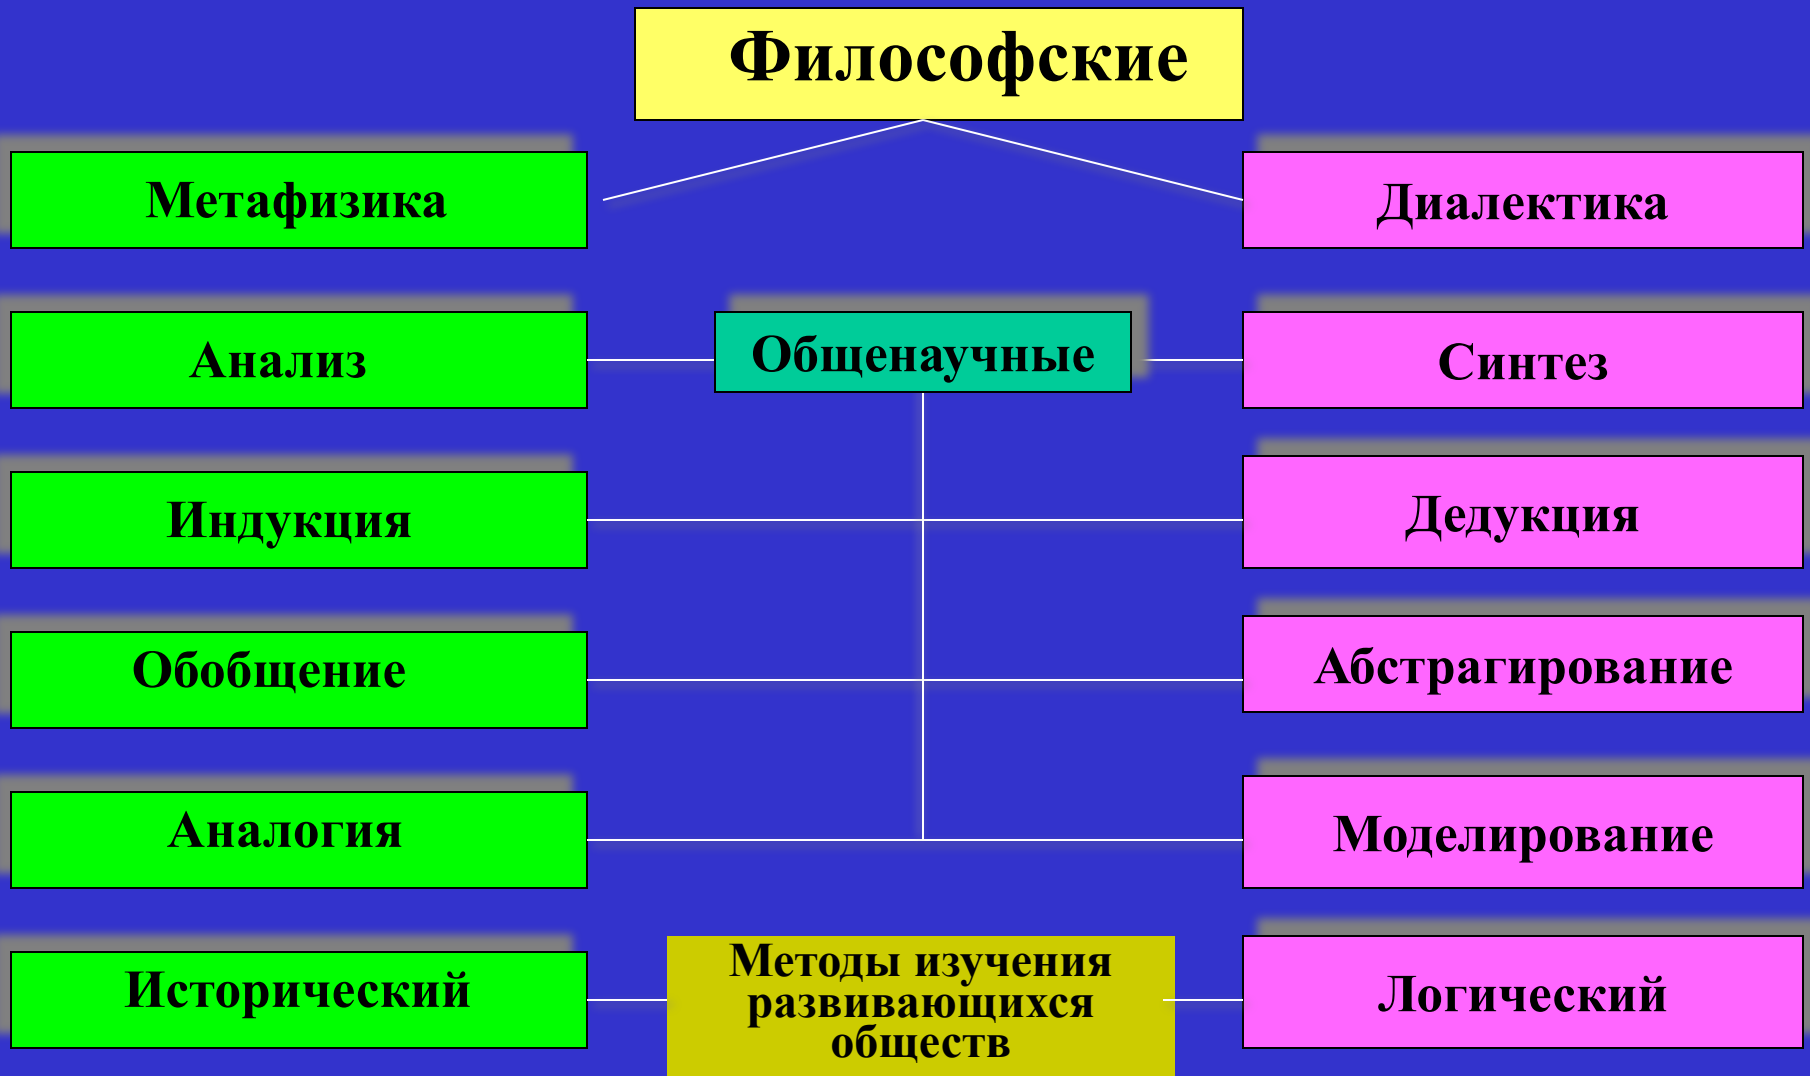 Философские
Метафизика
Диалектика
Анализ
Общенаучные
Синтез
Индукция
Дедукция
Обобщение
Абстрагирование
Аналогия
Моделирование
Исторический
Методы изучения
развивающихся
обществ
Логический